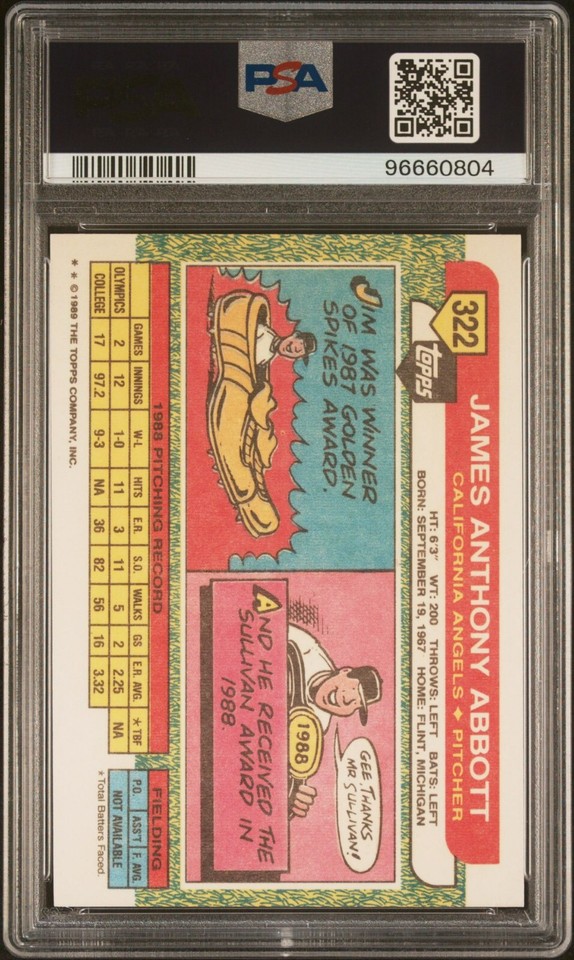 PSA
96660804
322
topps
JAMES ANTHONY ABBOTT
CALIFORNIA ANGELS ♦ PITCHER
HT: 6'3" WT: 200 THROWS: LEFT BATS: LEFT
BORN: SEPTEMBER 19, 1967 HOME: FLINT, MICHIGAN
JIM WAS WINNER
OF 1987 GOLDEN
SPIKES AWARD.
GEE, THANKS
MR SULLIVAN!
1988
AND HE RECEIVED THE
SULLIVAN AWARD IN
1988.
1988 PITCHING RECORD
GAMES INNINGS W-L HITS E.R. S.O. WALKS GS E.R. AVG. ★ TBF
OLYMPICS 2 12 1-0 11 3 11 5 2 2.25 NA
COLLEGE 17 97.2 9-3 NA 36 82 56 16 3.32
FIELDING
P.O. ASS'T F. AVG.
NOT AVAILABLE
* Total Batters Faced.
* * © 1989 THE TOPPS COMPANY, INC.